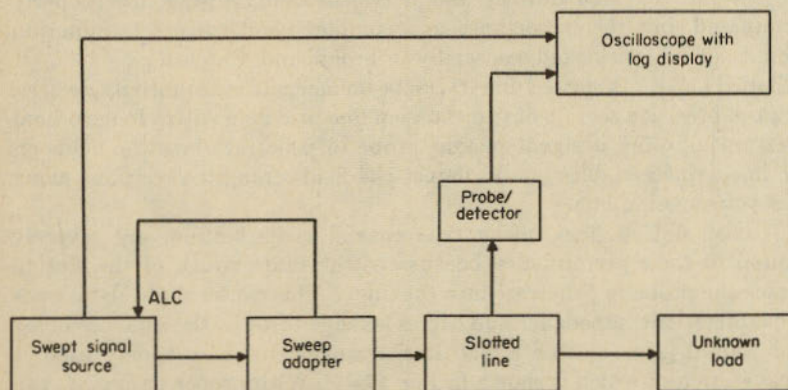 Oscilloscope with
log display
Probe/
detector
ALC
Swept signal
source
Sweep
adapter
Slotted
line
Unknown
load